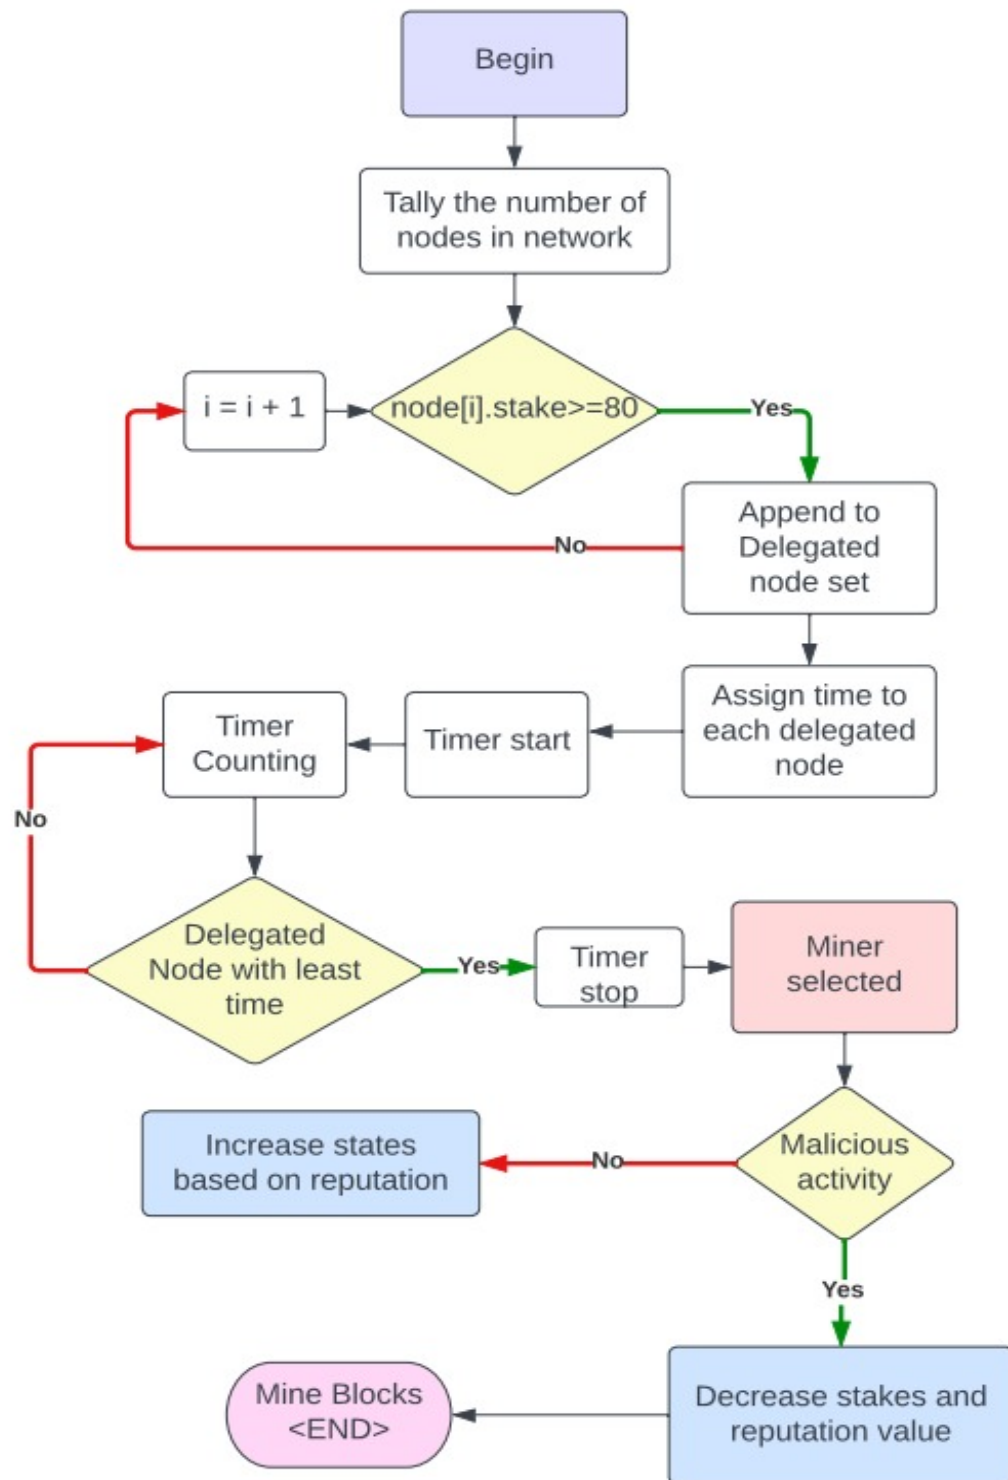 Begin
Tally the number of
nodes in network
i = i + 1
node[i].stake>=80
Yes
Append to
Delegated
node set
No
Assign time to
each delegated
node
Timer start
Timer
Counting
No
Delegated
Node with least
time
Yes
Timer
stop
Miner
selected
Malicious
activity
No
Increase states
based on reputation
Yes
Decrease stakes and
reputation value
Mine Blocks
<END>